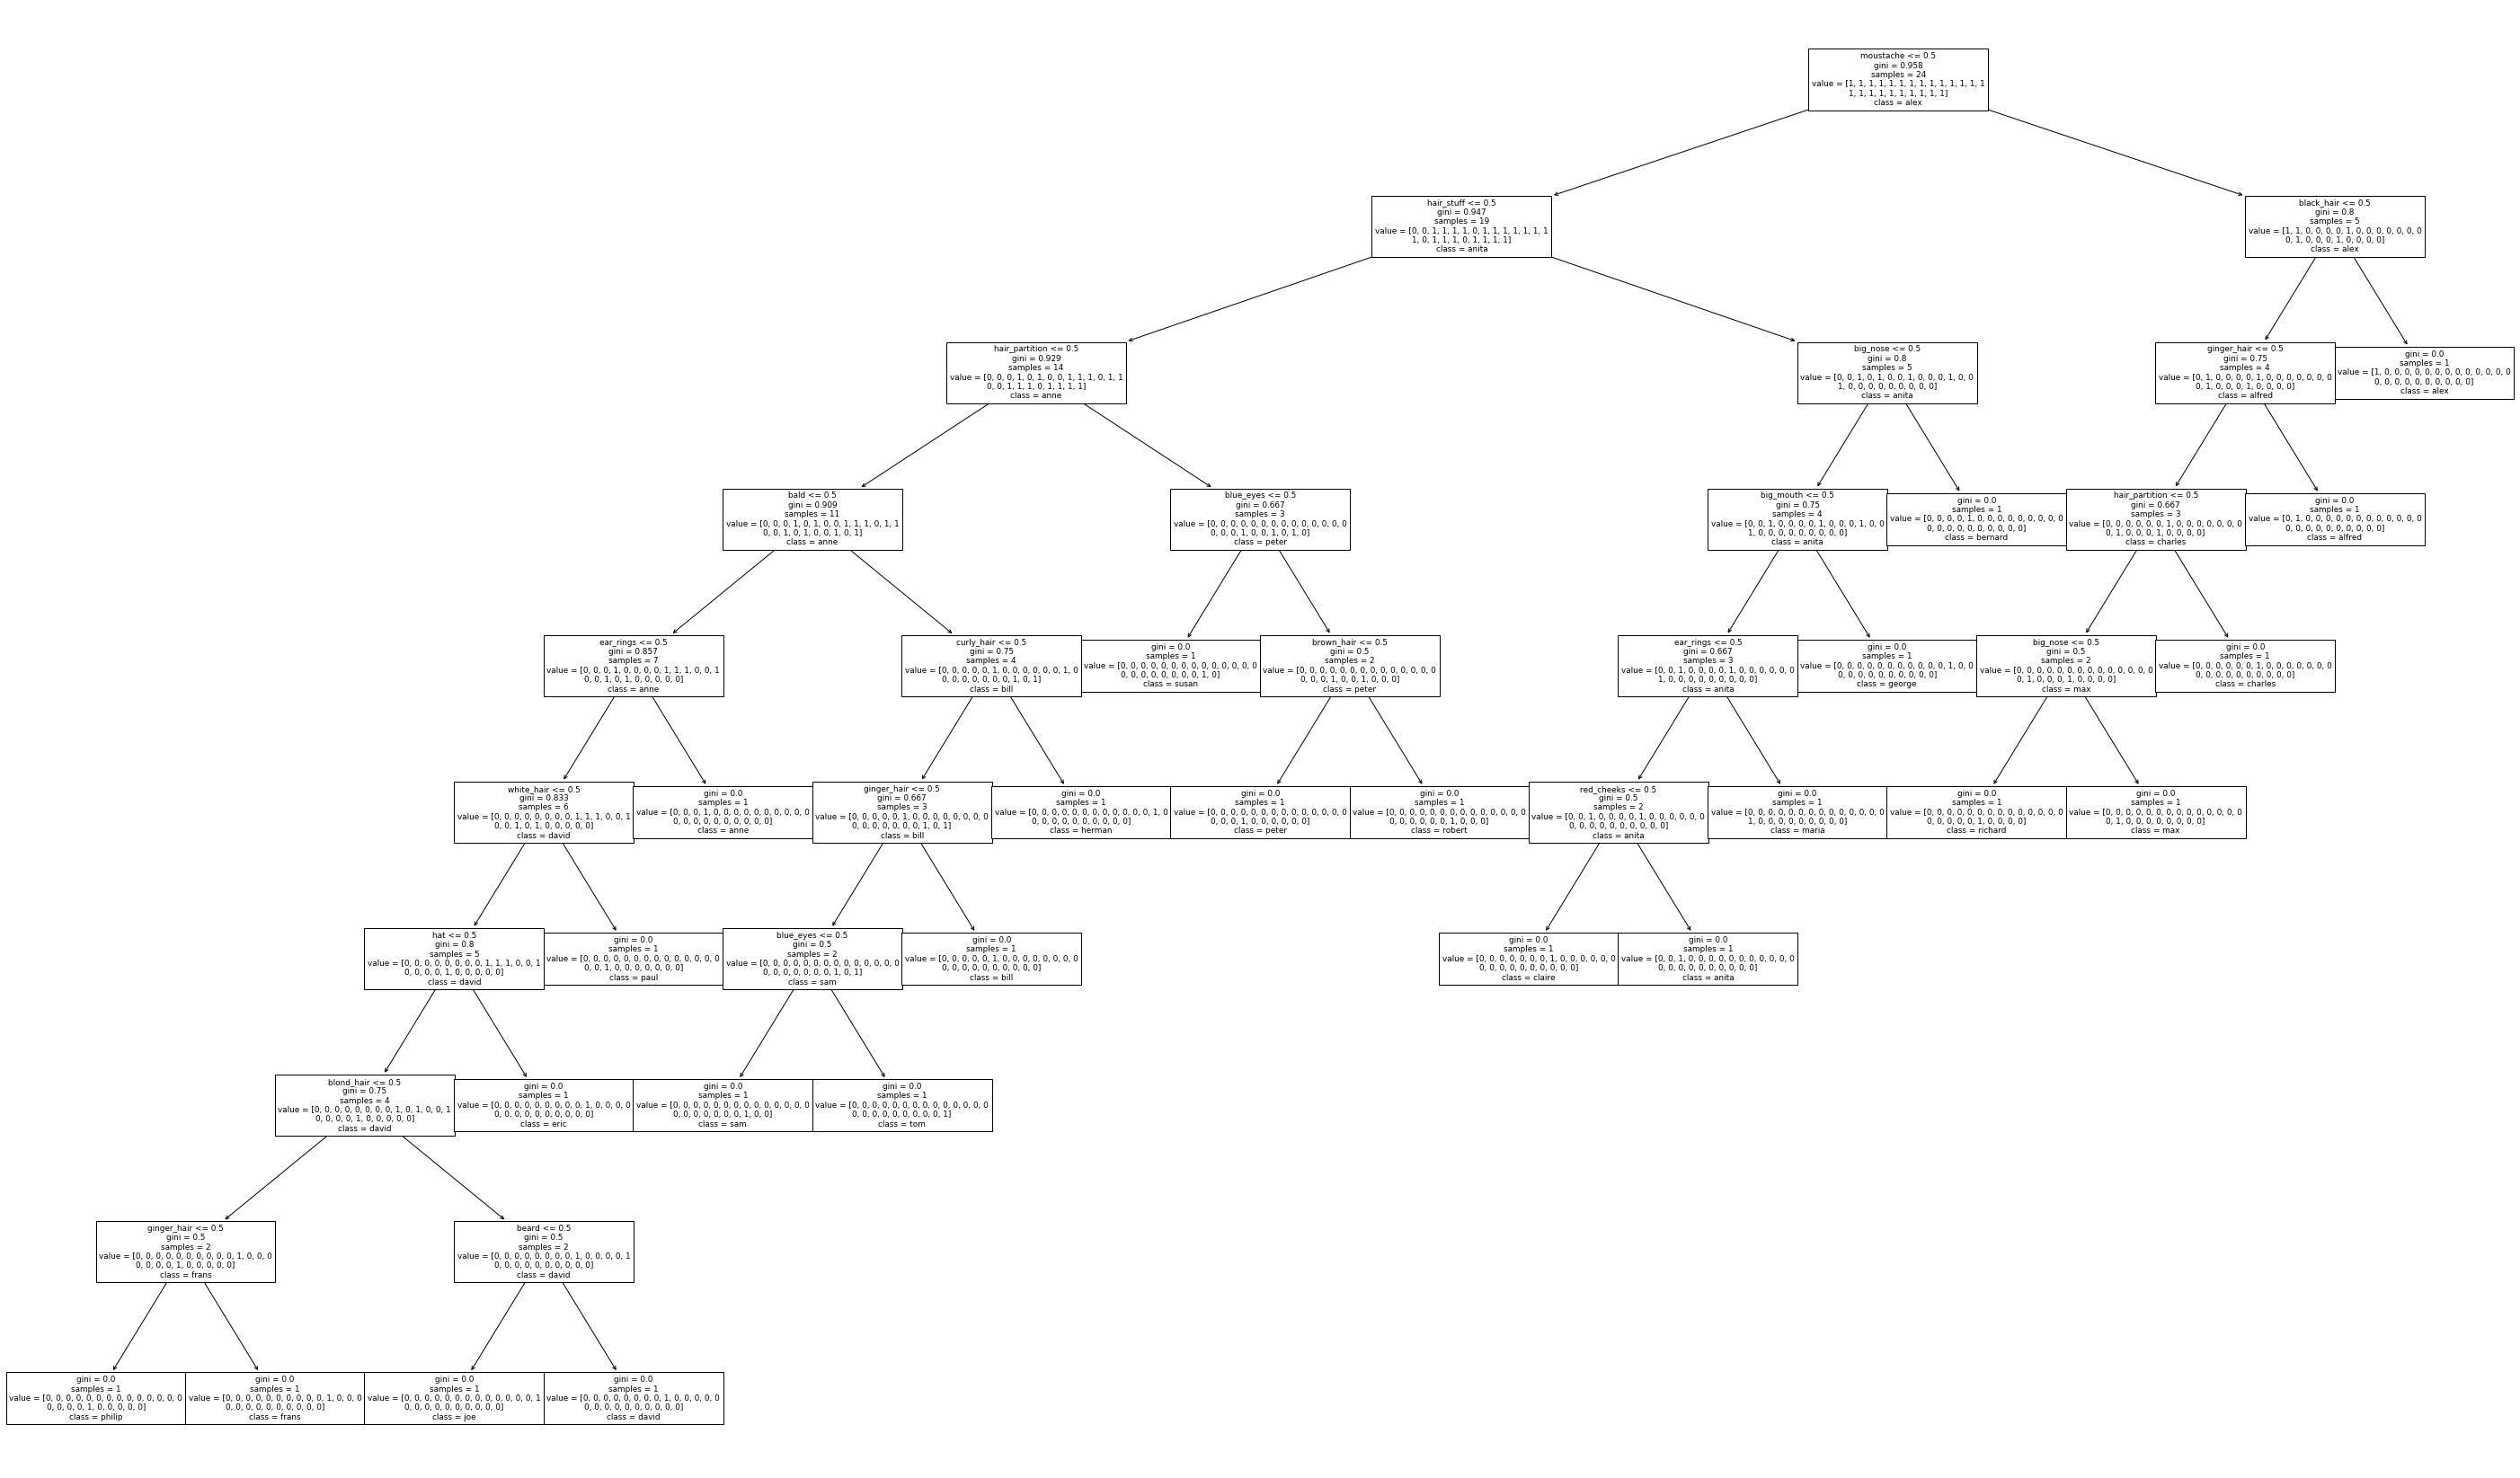 moustache <= 0.5
gini = 0.958
samples = 24
value = [1, 1, 1, 1, 1, 1, 1, 1, 1, 1, 1, 1, 1, 1
1, 1, 1, 1, 1, 1, 1, 1, 1, 1]
class = alex
hair_stuff <= 0.5
gini = 0.947
samples = 19
value = [0, 0, 1, 1, 1, 1, 0, 1, 1, 1, 1, 1, 1, 1
1, 0, 1, 1, 1, 0, 1, 1, 1, 1]
class = anita
black_hair <= 0.5
gini = 0.8
samples = 5
value = [1, 1, 0, 0, 0, 0, 1, 0, 0, 0, 0, 0, 0, 0
0, 1, 0, 0, 0, 1, 0, 0, 0, 0]
class = alex
hair_partition <= 0.5
gini = 0.929
samples = 14
value = [0, 0, 0, 1, 0, 1, 0, 0, 1, 1, 1, 0, 1, 1
0, 0, 1, 1, 1, 0, 1, 1, 1, 1]
class = anne
big_nose <= 0.5
gini = 0.8
samples = 5
value = [0, 0, 1, 0, 1, 0, 0, 1, 0, 0, 0, 1, 0, 0
1, 0, 0, 0, 0, 0, 0, 0, 0, 0]
class = anita
ginger_hair <= 0.5
gini = 0.75
samples = 4
value = [0, 1, 0, 0, 0, 0, 1, 0, 0, 0, 0, 0, 0, 0
0, 1, 0, 0, 0, 1, 0, 0, 0, 0]
class = alfred
gini = 0.0
samples = 1
value = [1, 0, 0, 0, 0, 0, 0, 0, 0, 0, 0, 0, 0, 0
0, 0, 0, 0, 0, 0, 0, 0, 0, 0]
class = alex
bald <= 0.5
gini = 0.909
samples = 11
value = [0, 0, 0, 1, 0, 1, 0, 0, 1, 1, 1, 0, 1, 1
0, 0, 1, 0, 1, 0, 0, 1, 0, 1]
class = anne
blue_eyes <= 0.5
gini = 0.667
samples = 3
value = [0, 0, 0, 0, 0, 0, 0, 0, 0, 0, 0, 0, 0, 0
0, 0, 0, 1, 0, 0, 1, 0, 1, 0]
class = peter
big_mouth <= 0.5
gini = 0.75
samples = 4
value = [0, 0, 1, 0, 0, 0, 0, 1, 0, 0, 0, 1, 0, 0
1, 0, 0, 0, 0, 0, 0, 0, 0, 0]
class = anita
gini = 0.0
samples = 1
value = [0, 0, 0, 0, 1, 0, 0, 0, 0, 0, 0, 0, 0, 0
0, 0, 0, 0, 0, 0, 0, 0, 0, 0]
class = bernard
hair_partition <= 0.5
gini = 0.667
samples = 3
value = [0, 0, 0, 0, 0, 0, 1, 0, 0, 0, 0, 0, 0, 0
0, 1, 0, 0, 0, 1, 0, 0, 0, 0]
class = charles
gini = 0.0
samples = 1
value = [0, 1, 0, 0, 0, 0, 0, 0, 0, 0, 0, 0, 0, 0
0, 0, 0, 0, 0, 0, 0, 0, 0, 0]
class = alfred
ear_rings <= 0.5
gini = 0.857
samples = 7
value = [0, 0, 0, 1, 0, 0, 0, 0, 1, 1, 1, 0, 0, 1
0, 0, 1, 0, 1, 0, 0, 0, 0, 0]
class = anne
curly_hair <= 0.5
gini = 0.75
samples = 4
value = [0, 0, 0, 0, 0, 1, 0, 0, 0, 0, 0, 0, 1, 0
0, 0, 0, 0, 0, 0, 0, 1, 0, 1]
class = bill
gini = 0.0
samples = 1
value = [0, 0, 0, 0, 0, 0, 0, 0, 0, 0, 0, 0, 0, 0
0, 0, 0, 0, 0, 0, 0, 0, 1, 0]
class = susan
brown_hair <= 0.5
gini = 0.5
samples = 2
value = [0, 0, 0, 0, 0, 0, 0, 0, 0, 0, 0, 0, 0, 0
0, 0, 0, 1, 0, 0, 1, 0, 0, 0]
class = peter
ear_rings <= 0.5
gini = 0.667
samples = 3
value = [0, 0, 1, 0, 0, 0, 0, 1, 0, 0, 0, 0, 0, 0
1, 0, 0, 0, 0, 0, 0, 0, 0, 0]
class = anita
gini = 0.0
samples = 1
value = [0, 0, 0, 0, 0, 0, 0, 0, 0, 0, 0, 1, 0, 0
0, 0, 0, 0, 0, 0, 0, 0, 0, 0]
class = george
big_nose <= 0.5
gini = 0.5
samples = 2
value = [0, 0, 0, 0, 0, 0, 0, 0, 0, 0, 0, 0, 0, 0
0, 1, 0, 0, 0, 1, 0, 0, 0, 0]
class = max
gini = 0.0
samples = 1
value = [0, 0, 0, 0, 0, 0, 1, 0, 0, 0, 0, 0, 0, 0
0, 0, 0, 0, 0, 0, 0, 0, 0, 0]
class = charles
white_hair <= 0.5
gini = 0.833
samples = 6
value = [0, 0, 0, 0, 0, 0, 0, 0, 1, 1, 1, 0, 0, 1
0, 0, 1, 0, 1, 0, 0, 0, 0, 0]
class = david
gini = 0.0
samples = 1
value = [0, 0, 0, 1, 0, 0, 0, 0, 0, 0, 0, 0, 0, 0
0, 0, 0, 0, 0, 0, 0, 0, 0, 0]
class = anne
ginger_hair <= 0.5
gini = 0.667
samples = 3
value = [0, 0, 0, 0, 0, 1, 0, 0, 0, 0, 0, 0, 0, 0
0, 0, 0, 0, 0, 0, 0, 1, 0, 1]
class = bill
gini = 0.0
samples = 1
value = [0, 0, 0, 0, 0, 0, 0, 0, 0, 0, 0, 0, 1, 0
0, 0, 0, 0, 0, 0, 0, 0, 0, 0]
class = herman
gini = 0.0
samples = 1
value = [0, 0, 0, 0, 0, 0, 0, 0, 0, 0, 0, 0, 0, 0
0, 0, 0, 1, 0, 0, 0, 0, 0, 0]
class = peter
gini = 0.0
samples = 1
value = [0, 0, 0, 0, 0, 0, 0, 0, 0, 0, 0, 0, 0, 0
0, 0, 0, 0, 0, 0, 1, 0, 0, 0]
class = robert
red_cheeks <= 0.5
gini = 0.5
samples = 2
value = [0, 0, 1, 0, 0, 0, 0, 1, 0, 0, 0, 0, 0, 0
0, 0, 0, 0, 0, 0, 0, 0, 0, 0]
class = anita
gini = 0.0
samples = 1
value = [0, 0, 0, 0, 0, 0, 0, 0, 0, 0, 0, 0, 0, 0
1, 0, 0, 0, 0, 0, 0, 0, 0, 0]
class = maria
gini = 0.0
samples = 1
value = [0, 0, 0, 0, 0, 0, 0, 0, 0, 0, 0, 0, 0, 0
0, 0, 0, 0, 0, 1, 0, 0, 0, 0]
class = richard
gini = 0.0
samples = 1
value = [0, 0, 0, 0, 0, 0, 0, 0, 0, 0, 0, 0, 0, 0
0, 1, 0, 0, 0, 0, 0, 0, 0, 0]
class = max
hat <= 0.5
gini = 0.8
samples = 5
value = [0, 0, 0, 0, 0, 0, 0, 0, 1, 1, 1, 0, 0, 1
0, 0, 0, 0, 1, 0, 0, 0, 0, 0]
class = david
gini = 0.0
samples = 1
value = [0, 0, 0, 0, 0, 0, 0, 0, 0, 0, 0, 0, 0, 0
0, 0, 1, 0, 0, 0, 0, 0, 0, 0]
class = paul
blue_eyes <= 0.5
gini = 0.5
samples = 2
value = [0, 0, 0, 0, 0, 0, 0, 0, 0, 0, 0, 0, 0, 0
0, 0, 0, 0, 0, 0, 0, 1, 0, 1]
class = sam
gini = 0.0
samples = 1
value = [0, 0, 0, 0, 0, 1, 0, 0, 0, 0, 0, 0, 0, 0
0, 0, 0, 0, 0, 0, 0, 0, 0, 0]
class = bill
gini = 0.0
samples = 1
value = [0, 0, 0, 0, 0, 0, 0, 1, 0, 0, 0, 0, 0, 0
0, 0, 0, 0, 0, 0, 0, 0, 0, 0]
class = claire
gini = 0.0
samples = 1
value = [0, 0, 1, 0, 0, 0, 0, 0, 0, 0, 0, 0, 0, 0
0, 0, 0, 0, 0, 0, 0, 0, 0, 0]
class = anita
blond_hair <= 0.5
gini = 0.75
samples = 4
value = [0, 0, 0, 0, 0, 0, 0, 0, 1, 0, 1, 0, 0, 1
0, 0, 0, 0, 1, 0, 0, 0, 0, 0]
class = david
gini = 0.0
samples = 1
value = [0, 0, 0, 0, 0, 0, 0, 0, 0, 1, 0, 0, 0, 0
0, 0, 0, 0, 0, 0, 0, 0, 0, 0]
class = eric
gini = 0.0
samples = 1
value = [0, 0, 0, 0, 0, 0, 0, 0, 0, 0, 0, 0, 0, 0
0, 0, 0, 0, 0, 0, 0, 1, 0, 0]
class = sam
gini = 0.0
samples = 1
value = [0, 0, 0, 0, 0, 0, 0, 0, 0, 0, 0, 0, 0, 0
0, 0, 0, 0, 0, 0, 0, 0, 0, 1]
class = tom
ginger_hair <= 0.5
gini = 0.5
samples = 2
value = [0, 0, 0, 0, 0, 0, 0, 0, 0, 0, 1, 0, 0, 0
0, 0, 0, 0, 1, 0, 0, 0, 0, 0]
class = frans
beard <= 0.5
gini = 0.5
samples = 2
value = [0, 0, 0, 0, 0, 0, 0, 0, 1, 0, 0, 0, 0, 1
0, 0, 0, 0, 0, 0, 0, 0, 0, 0]
class = david
gini = 0.0
samples = 1
value = [0, 0, 0, 0, 0, 0, 0, 0, 0, 0, 0, 0, 0, 0
0, 0, 0, 0, 1, 0, 0, 0, 0, 0]
class = philip
gini = 0.0
samples = 1
value = [0, 0, 0, 0, 0, 0, 0, 0, 0, 0, 1, 0, 0, 0
0, 0, 0, 0, 0, 0, 0, 0, 0, 0]
class = frans
gini = 0.0
samples = 1
value = [0, 0, 0, 0, 0, 0, 0, 0, 0, 0, 0, 0, 0, 1
0, 0, 0, 0, 0, 0, 0, 0, 0, 0]
class = joe
gini = 0.0
samples = 1
value = [0, 0, 0, 0, 0, 0, 0, 0, 1, 0, 0, 0, 0, 0
0, 0, 0, 0, 0, 0, 0, 0, 0, 0]
class = david